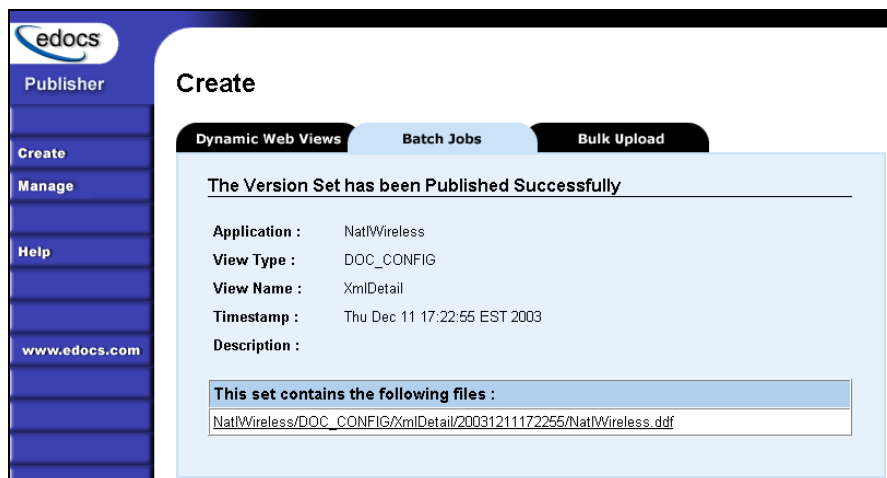 edocs
Publisher
Create
Manage
Help
www.edocs.com
Create
Dynamic Web Views Batch Jobs Bulk Upload
The Version Set has been Published Successfully
Application : NatlWireless
View Type : DOC_CONFIG
View Name : XmlDetail
Timestamp : Thu Dec 11 17:22:55 EST 2003
Description :
This set contains the following files :
NatlWireless/DOC_CONFIG/XmlDetail/20031211172255/NatlWireless.ddf